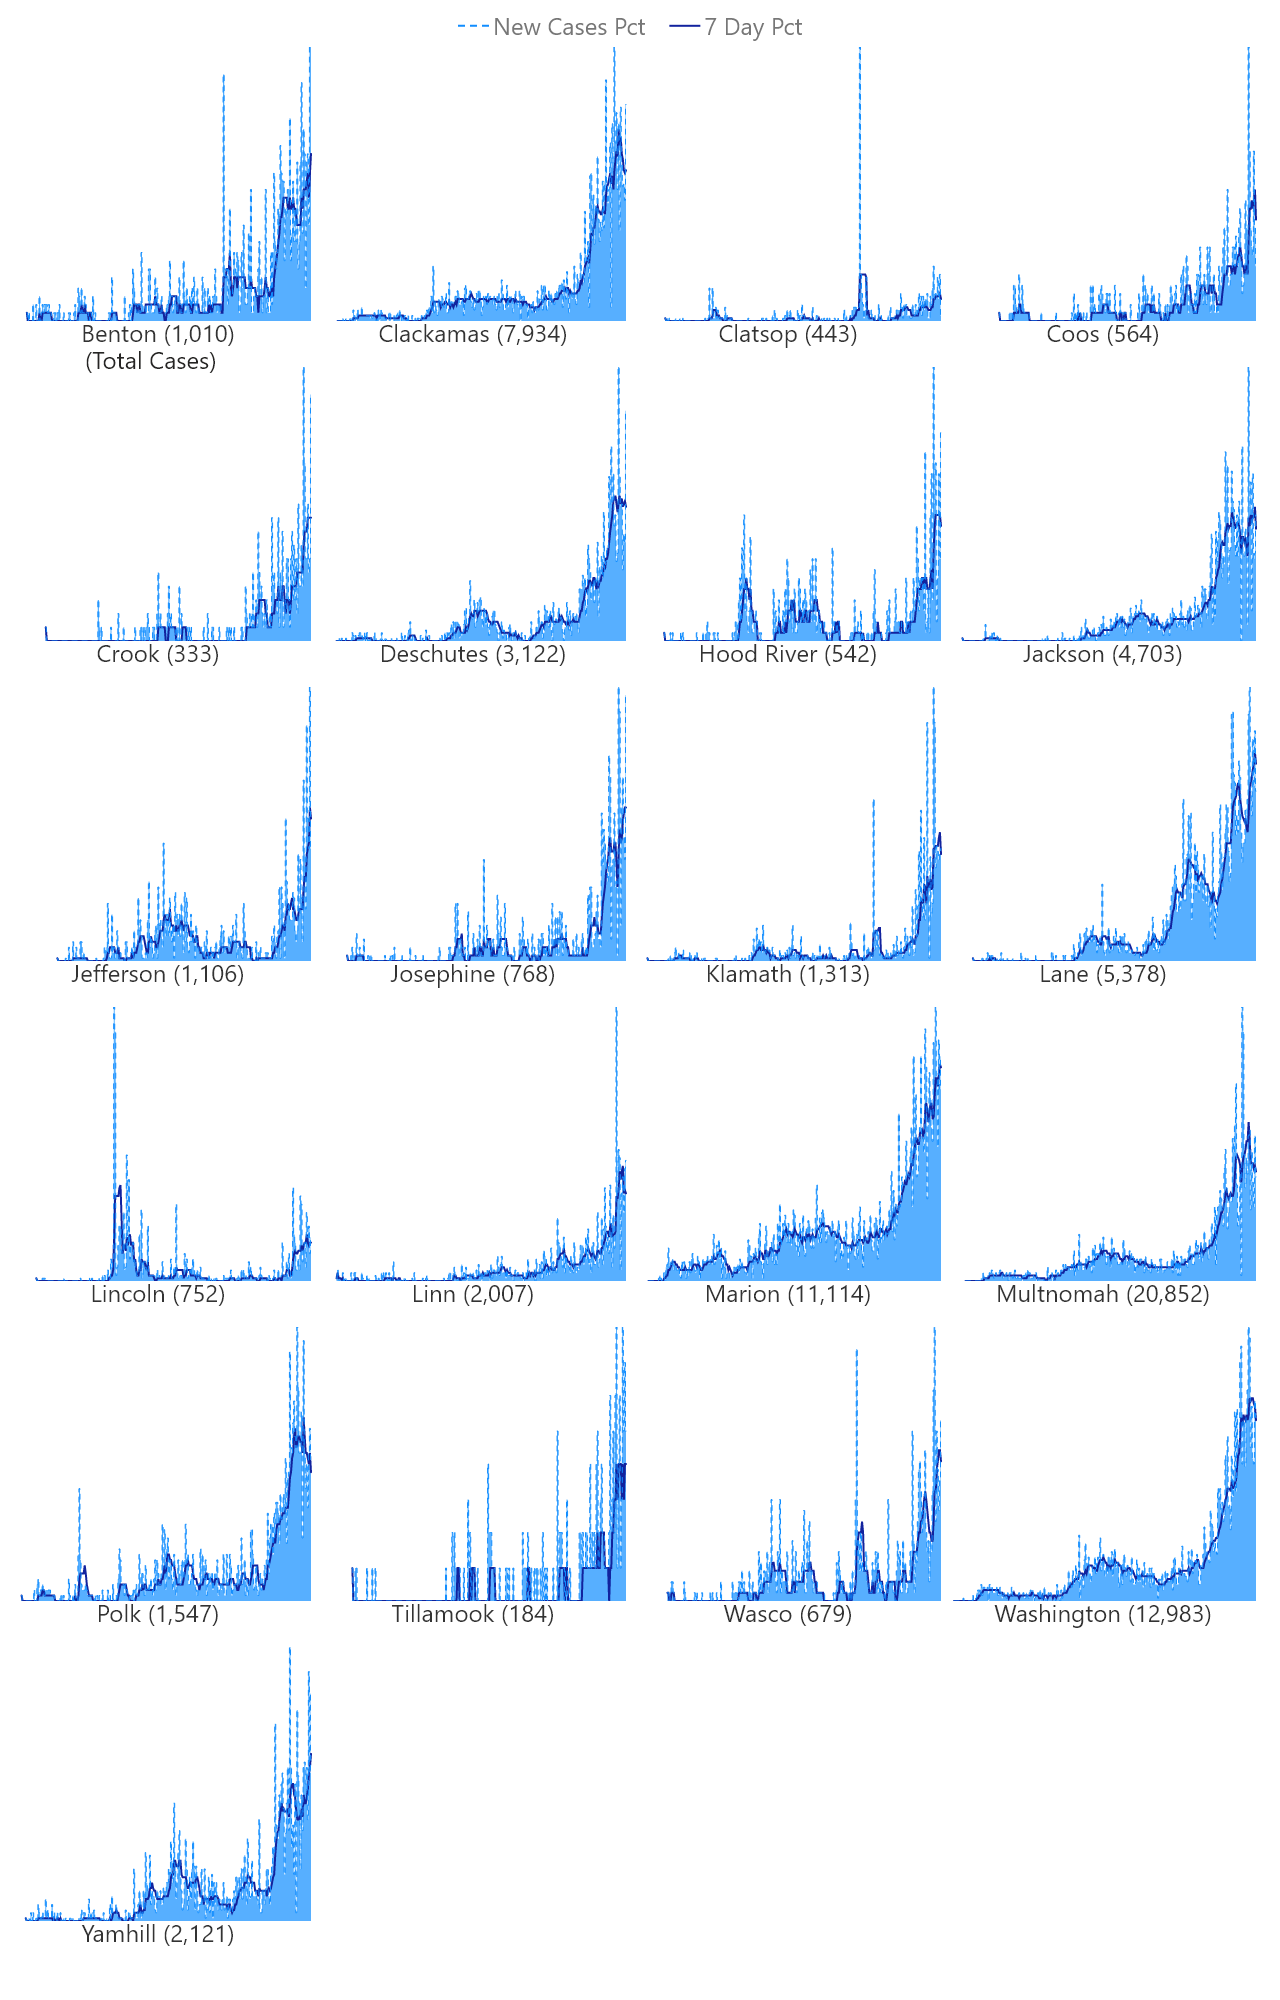 New Cases Pct 7 Day Pct
Benton (1,010) Clackamas (7,934) Clatsop (443) Coos (564)
(Total Cases)
Crook (333) Deschutes (3,122) Hood River (542) Jackson (4,703)
Jefferson (1,106) Josephine (768) Klamath (1,313) Lane (5,378)
Lincoln (752) Linn (2,007) Marion (11,114) Multnomah (20,852)
Polk (1,547) Tillamook (184) Wasco (679) Washington (12,983)
Yamhill (2,121)